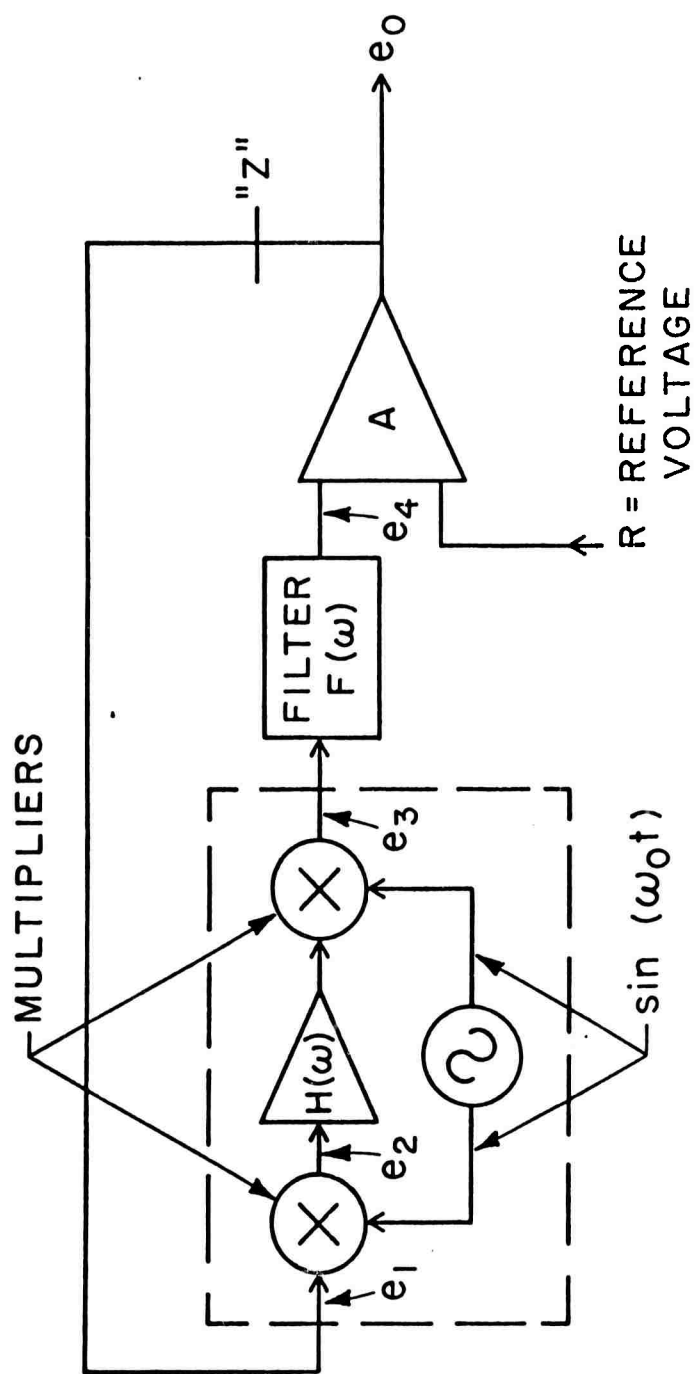 MULTIPLIERS
"Z"
e1
e2
H(ω)
e3
FILTER
F(ω)
e4
A
e0
sin (ω0t)
R = REFERENCE
VOLTAGE